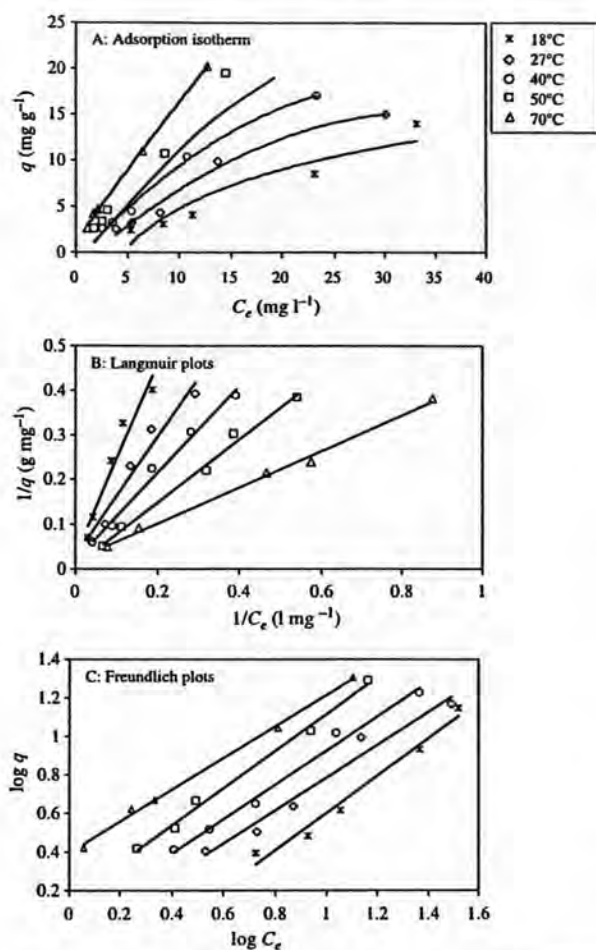 A: Adsorption isotherm
25
20
15
10
5
0
q (mg g⁻¹)
0 5 10 15 20 25 30 35 40
Cₑ (mg l⁻¹)
18°C
27°C
40°C
50°C
70°C
B: Langmuir plots
0.5
0.4
0.3
0.2
0.1
0
1/q (g mg⁻¹)
0 0.2 0.4 0.6 0.8 1
1/Cₑ (l mg⁻¹)
C: Freundlich plots
1.4
1.2
1.0
0.8
0.6
0.4
0.2
log q
0 0.2 0.4 0.6 0.8 1 1.2 1.4 1.6
log Cₑ